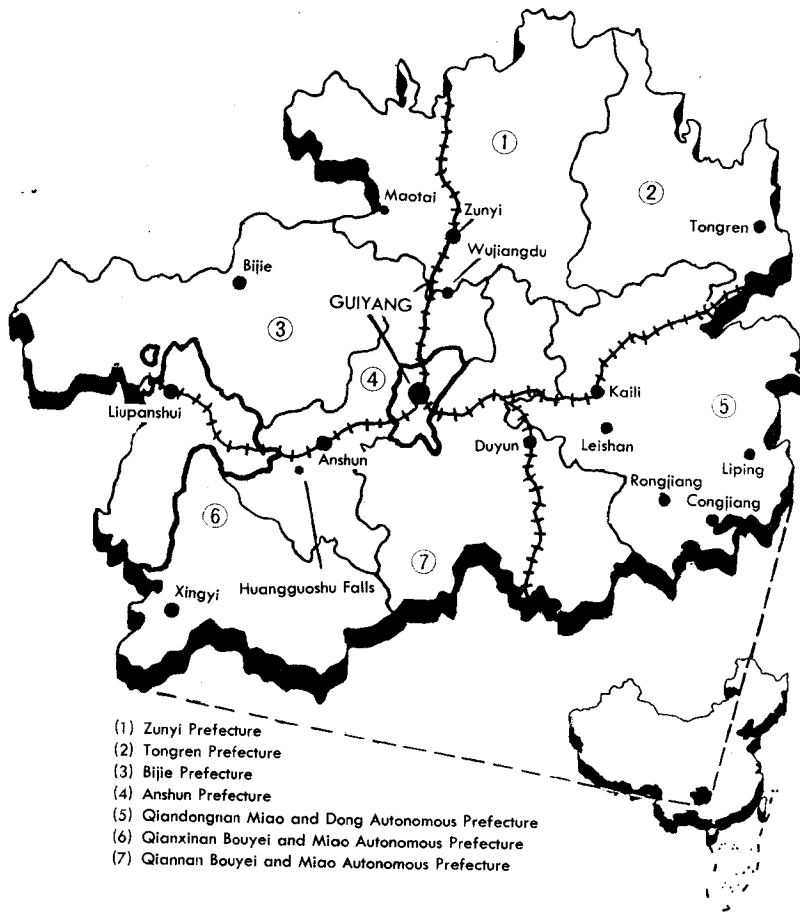 ①
②
Maotai
Zunyi
Tongren
Wujiangdu
Bijie
GUIYANG
③
④
Liupanshui
Kaili
⑤
Anshun
Duyun
Leishan
Liping
Rongjiang
Congjiang
⑥
⑦
Huangguoshu Falls
Xingyi
(1) Zunyi Prefecture
(2) Tongren Prefecture
(3) Bijie Prefecture
(4) Anshun Prefecture
(5) Qiandongnan Miao and Dong Autonomous Prefecture
(6) Qianxinan Bouyei and Miao Autonomous Prefecture
(7) Qiannan Bouyei and Miao Autonomous Prefecture